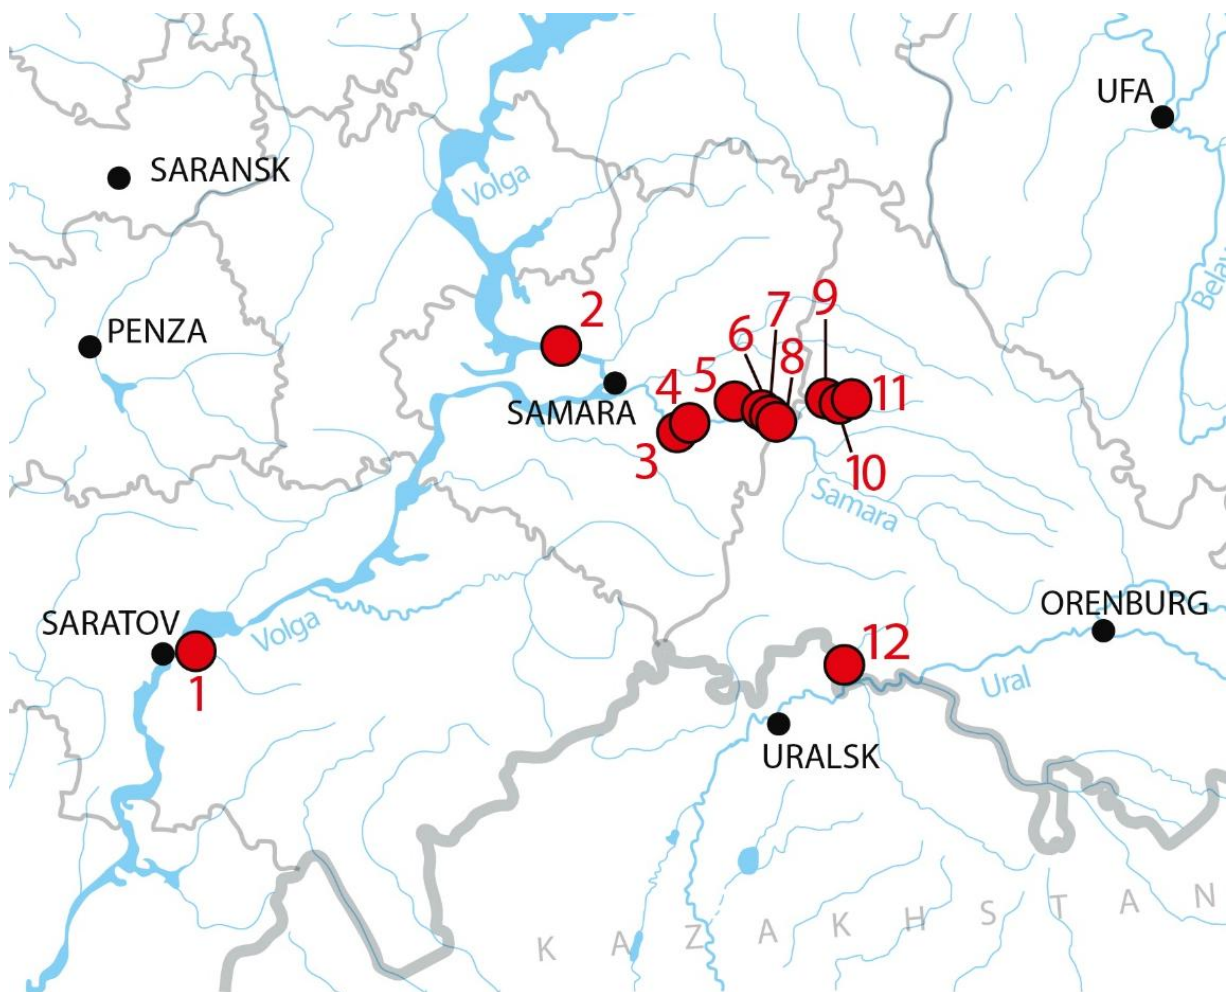 UFA
SARANSK
Volga
Belaya
PENZA
2
9
7
6
8
5
4
11
SAMARA
3
10
Samara
SARATOV
Volga
ORENBURG
12
1
Ural
URALSK
K A Z A K H S T A N